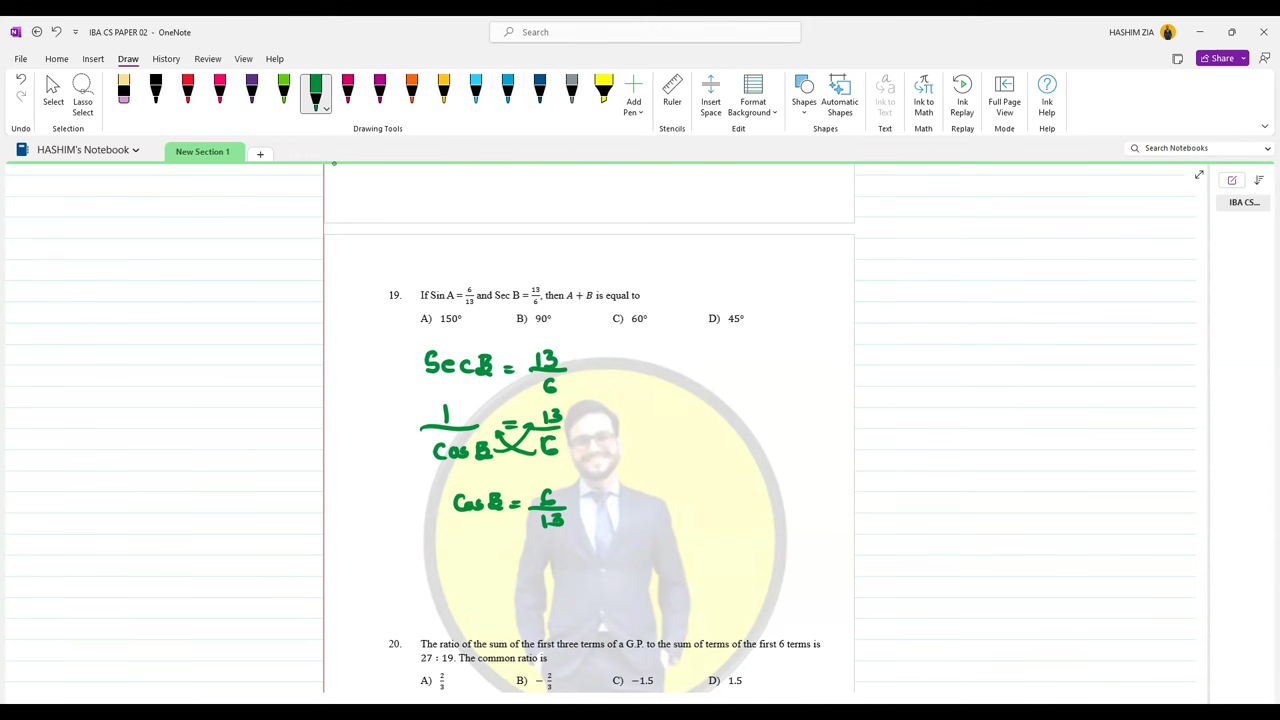 IBA CS PAPER 02 - OneNote
Search
HASHIM ZIA
File Home Insert Draw History Review View Help
Share
Undo
Select
Lasso Select
Selection
Drawing Tools
Add Pen
Ruler
Stencils
Insert Space
Format Background
Edit
Shapes
Automatic Shapes
Shapes
Ink to Text
Text
Ink to Math
Math
Ink Replay
Replay
Full Page View
Mode
Ink Help
Help
HASHIM's Notebook
New Section 1
Search Notebooks
IBA CS...
19. If Sin A = 6/13 and Sec B = 13/6, then A + B is equal to
A) 150° B) 90° C) 60° D) 45°
Sec B = 13/6
1/Cos B = 13/6
Cos B = 6/13
20. The ratio of the sum of the first three terms of a G.P. to the sum of terms of the first 6 terms is
27 : 19. The common ratio is
A) 2/3 B) − 2/3 C) −1.5 D) 1.5